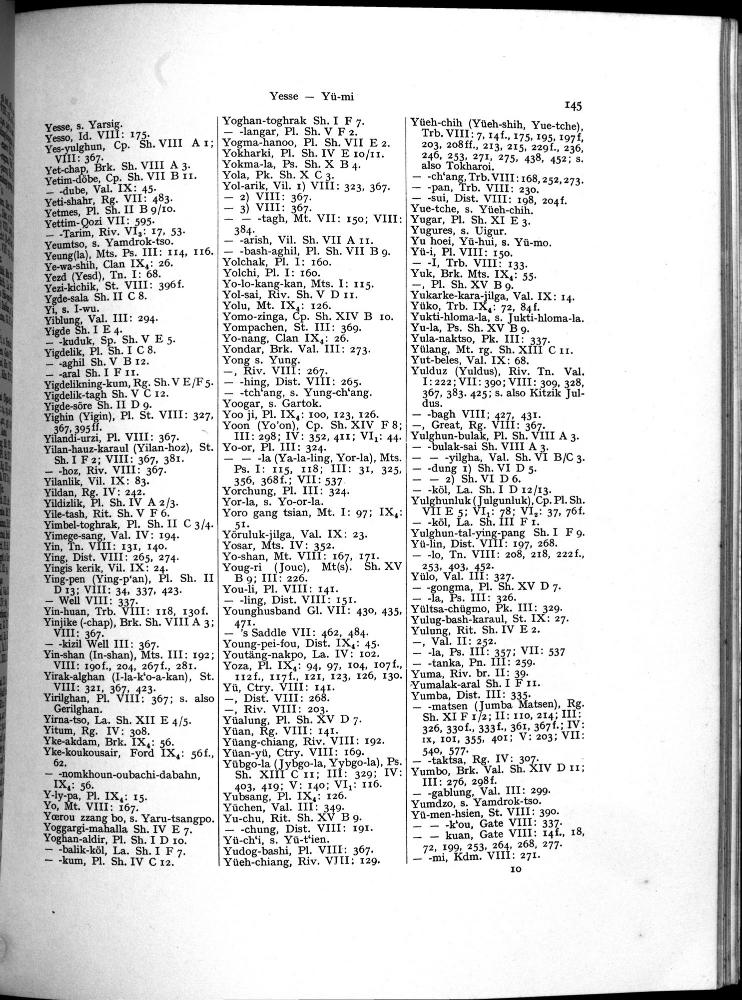 Yesse — Yü-mi
145
Yesse, s. Yarsig.
Yesso, Id. VIII: 175.
Yes-yulghun, Cp. Sh. VIII A 1;
VIII: 367.
Yet-chap, Brk. Sh. VIII A 3.
Yetim-döbe, Cp. Sh. VII B 11.
— -dube, Val. IX: 45.
Yeti-shahr, Rg. VII: 483.
Yetmes, Pl. Sh. II B 9/10.
Yettim-Qozi VII: 595.
— -Tarim, Riv. VI₂: 17, 53.
Yeumtso, s. Yamdrok-tso.
Yeung(la), Mts. Ps. III: 114, 116.
Ye-wa-shih, Clan IX₄: 26.
Yezd (Yesd), Tn. I: 68.
Yezi-kichik, St. VIII: 396f.
Ygde-sala Sh. II C 8.
Yi, s. I-wu.
Yiblung, Val. III: 294.
Yigde Sh. I E 4.
— -kuduk, Sp. Sh. V E 5.
Yigdelik, Pl. Sh. I C 8.
— -aghil Sh. V B 12.
— -aral Sh. I F 11.
Yigdelikning-kum, Rg. Sh. V E/F 5.
Yigdelik-tagh Sh. V C 12.
Yigde-söre Sh. II D 9.
Yighin (Yigin), Pl. St. VIII: 327,
367, 395ff.
Yilandi-urzi, Pl. VIII: 367.
Yilan-hauz-karaul (Yilan-hoz), St.
Sh. I F 2; VIII: 367, 381.
— -hoz, Riv. VIII: 367.
Yilanlik, Vil. IX: 83.
Yildan, Rg. IV: 242.
Yildizlik, Pl. Sh. IV A 2/3.
Yile-tash, Rit. Sh. V F 6.
Yimbel-toghrak, Pl. Sh. II C 3/4.
Yimege-sang, Val. IV: 194.
Yin, Tn. VIII: 131, 140.
Ying, Dist. VIII: 265, 274.
Yingis kerik, Vil. IX: 24.
Ying-pen (Ying-p'an), Pl. Sh. II
D 13; VIII: 34, 337, 423.
— Well VIII: 337.
Yin-huan, Trb. VIII: 118, 130f.
Yinjike (-chap), Brk. Sh. VIII A 3;
VIII: 367.
— -kizil Well III: 367.
Yin-shan (In-shan), Mts. III: 192;
VIII: 190f., 204, 267f., 281.
Yirak-alghan (I-la-k'o-a-kan), St.
VIII: 321, 367, 423.
Yirilghan, Pl. VIII: 367; s. also
Gerilghan.
Yirna-tso, La. Sh. XII E 4/5.
Yitum, Rg. IV: 308.
Yke-akdam, Brk. IX₄: 56.
Yke-koukousair, Ford IX₄: 56f.,
62.
— -nomkhoun-oubachi-dabahn,
IX₄: 56.
Y-ly-pa, Pl. IX₄: 15.
Yo, Mt. VIII: 167.
Yœrou zzang bo, s. Yaru-tsangpo.
Yoggargi-mahalla Sh. IV E 7.
Yoghan-aldir, Pl. Sh. I D 10.
— -balik-köl, La. Sh. I F 7.
— -kum, Pl. Sh. IV C 12.
Yoghan-toghrak Sh. I F 7.
— -langar, Pl. Sh. V F 2.
Yogma-hanoo, Pl. Sh. VII E 2.
Yokharki, Pl. Sh. IV E 10/11.
Yokma-la, Ps. Sh. X B 4.
Yola, Pk. Sh. X C 3.
Yol-arik, Vil. 1) VIII: 323, 367.
— 2) VIII: 367.
— 3) VIII: 367.
— — -tagh, Mt. VII: 150; VIII:
384.
— -arish, Vil. Sh. VII A 11.
— -bash-aghil, Pl. Sh. VII B 9.
Yolchak, Pl. I: 160.
Yolchi, Pl. I: 160.
Yo-lo-kang-kan, Mts. I: 115.
Yol-sai, Riv. Sh. V D 11.
Yolu, Mt. IX₄: 126.
Yomo-zinga, Cp. Sh. XIV B 10.
Yompachen, St. III: 369.
Yo-nang, Clan IX₄: 26.
Yondar, Brk. Val. III: 273.
Yong s. Yung.
—, Riv. VIII: 267.
— -hing, Dist. VIII: 265.
— -tch'ang, s. Yung-ch'ang.
Yoogar, s. Gartok.
Yoo ji, Pl. IX₄: 100, 123, 126.
Yoon (Yo'on), Cp. Sh. XIV F 8;
III: 298; IV: 352, 411; VI₁: 44.
Yo-or, Pl. III: 324.
— — -la (Ya-la-ling, Yor-la), Mts.
Ps. I: 115, 118; III: 31, 325,
356, 368f.; VII: 537
Yorchung, Pl. III: 324.
Yor-la, s. Yo-or-la.
Yoro gang tsian, Mt. I: 97; IX₄:
51.
Yöruluk-jilga, Val. IX: 23.
Yosar, Mts. IV: 352.
Yo-shan, Mt. VIII: 167, 171.
Youg-ri (Jouc), Mt(s). Sh. XV
B 9; III: 226.
You-li, Pl. VIII: 141.
— -ling, Dist. VIII: 151.
Younghusband Gl. VII: 430, 435,
471.
— 's Saddle VII: 462, 484.
Young-pei-fou, Dist. IX₄: 45.
Youtäng-nakpo, La. IV: 102.
Yoza, Pl. IX₄: 94, 97, 104, 107f.,
112f., 117f., 121, 123, 126, 130.
Yü, Ctry. VIII: 141.
—, Dist. VIII: 268.
—, Riv. VIII: 203.
Yüalung, Pl. Sh. XV D 7.
Yüan, Rg. VIII: 141.
Yüang-chiang, Riv. VIII: 192.
Yüan-yü, Ctry. VIII: 169.
Yübgo-la (Jybgo-la, Yybgo-la), Ps.
Sh. XIII C 11; III: 329; IV:
403, 419; V: 140; VI₁: 116.
Yubsang, Pl. IX₄: 126.
Yüchen, Val. III: 349.
Yu-chu, Rit. Sh. XV B 9.
— -chung, Dist. VIII: 191.
Yü-ch'i, s. Yü-t'ien.
Yudog-bashi, Pl. VIII: 367.
Yüeh-chiang, Riv. VIII: 129.
Yüeh-chih (Yüeh-shih, Yue-tche),
Trb. VIII: 7, 14f., 175, 195, 197f,
203, 208ff., 213, 215, 229f., 236,
246, 253, 271, 275, 438, 452; s.
also Tokharoi.
— -ch'ang, Trb. VIII: 168, 252, 273.
— -pan, Trb. VIII: 230.
— -sui, Dist. VIII: 198, 204f.
Yue-tche, s. Yüeh-chih.
Yugar, Pl. Sh. XI E 3.
Yugures, s. Uigur.
Yu hoei, Yü-hui, s. Yü-mo.
Yü-i, Pl. VIII: 150.
— -I, Trb. VIII: 133.
Yuk, Brk. Mts. IX₄: 55.
—, Pl. Sh. XV B 9.
Yukarke-kara-jilga, Val. IX: 14.
Yüko, Trb. IX₄: 72, 84f.
Yukti-hloma-la, s. Jukti-hloma-la.
Yu-la, Ps. Sh. XV B 9.
Yula-naktso, Pk. III: 337.
Yülang, Mt. rg. Sh. XIII C 11.
Yut-beles, Val. IX: 68.
Yulduz (Yuldus), Riv. Tn. Val.
I: 222; VII: 390; VIII: 309, 328,
367, 383, 425; s. also Kitzik Jul-
dus.
— -bagh VIII: 427, 431.
—, Great, Rg. VIII: 367.
Yulghun-bulak, Pl. Sh. VIII A 3.
— -bulak-sai Sh. VIII A 3.
— — -yilgha, Val. Sh. VI B/C 3.
— -dung 1) Sh. VI D 5.
— — 2) Sh. VI D 6.
— -köl, La. Sh. I D 12/13.
Yulghunluk (Julgunluk), Cp. Pl. Sh.
VII E 5; VI₁: 78; VI₂: 37, 76f.
— -köl, La. Sh. III F 1.
Yulghun-tal-ying-pang Sh. I F 9.
Yü-lin, Dist. VIII: 197, 268.
— -lo, Tn. VIII: 208, 218, 222f.,
253, 403, 452.
Yülo, Val. III: 327.
— -gongma, Pl. Sh. XV D 7.
— -la, Ps. III: 326.
Yültsa-chügmo, Pk. III: 329.
Yulug-bash-karaul, St. IX: 27.
Yulung, Rit. Sh. IV E 2.
—, Val. II: 252.
— -la, Ps. III: 357; VII: 537
— -tanka, Pn. III: 259.
Yuma, Riv. br. II: 39.
Yumalak-aral Sh. I F 11.
Yumba, Dist. III: 335.
— -matsen (Jumba Matsen), Rg.
Sh. XI F 1/2; II: 110, 214; III:
326, 330f., 333f., 361, 367f.; IV:
IX, 101, 355, 401; V: 203; VII:
540, 577.
— -taktsa, Rg. IV: 307.
Yumbo, Brk. Val. Sh. XIV D 11;
III: 276, 298f.
— -gablung, Val. III: 299.
Yumdzo, s. Yamdrok-tso.
Yü-men-hsien, St. VIII: 390.
— — -k'ou, Gate VIII: 337.
— — kuan, Gate VIII: 14f., 18,
72, 199, 253, 264, 268, 277.
— -mi, Kdm. VIII: 271.
10